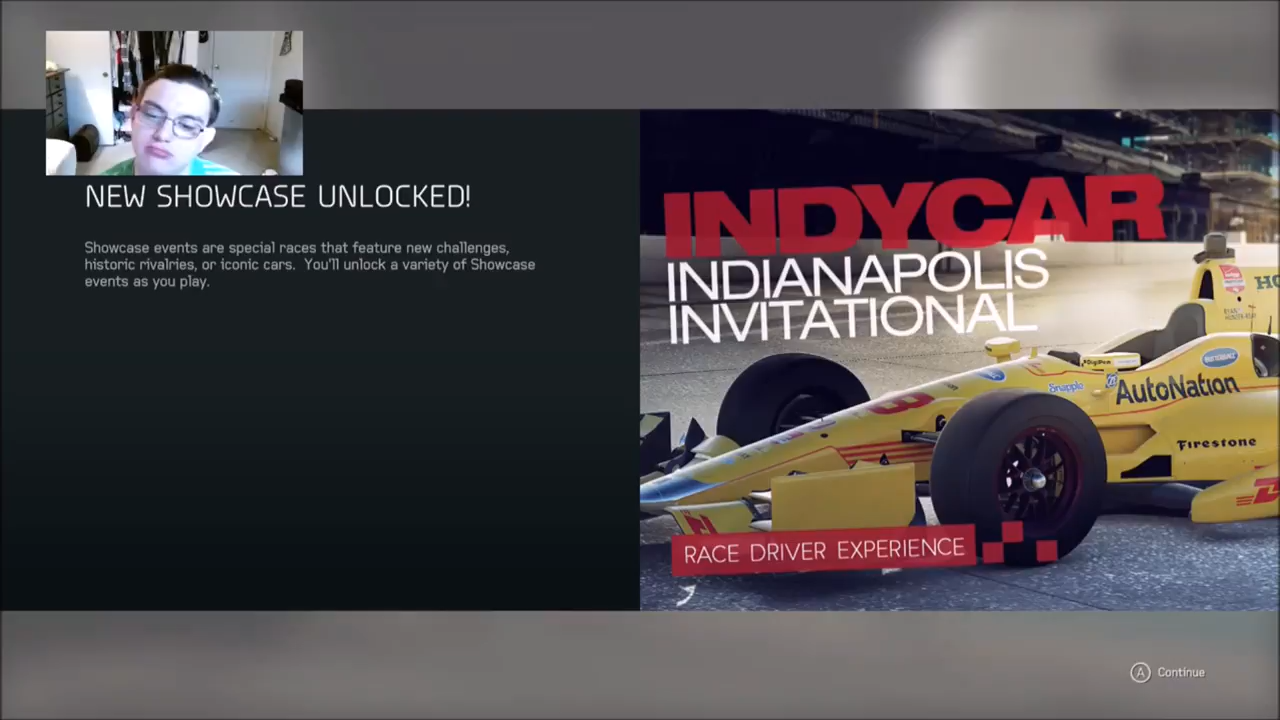 NEW SHOWCASE UNLOCKED!
Showcase events are special races that feature new challenges,
historic rivalries, or iconic cars.  You'll unlock a variety of Showcase
events as you play.
INDYCAR
INDIANAPOLIS
INVITATIONAL
DigiPen
Snapple
AutoNation
Firestone
RACE DRIVER EXPERIENCE
A Continue